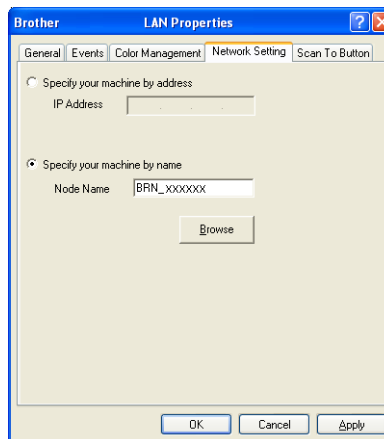 Brother LAN Properties
General Events Color Management Network Setting Scan To Button
Specify your machine by address
IP Address . . .
Specify your machine by name
Node Name BRN_xxxxxx
Browse
OK Cancel Apply